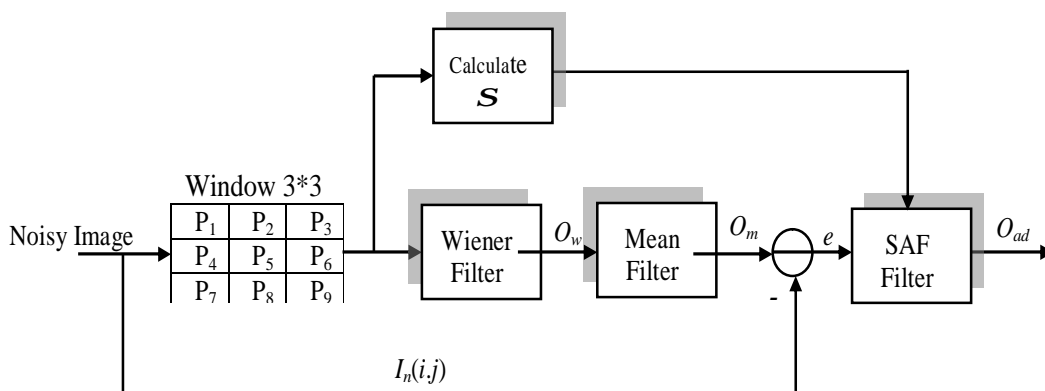 Calculate
S
Window 3*3
P1 P2 P3
P4 P5 P6
P7 P8 P9
Noisy Image
Wiener
Filter
Ow
Mean
Filter
Om
e
-
SAF
Filter
Oad
In(i.j)